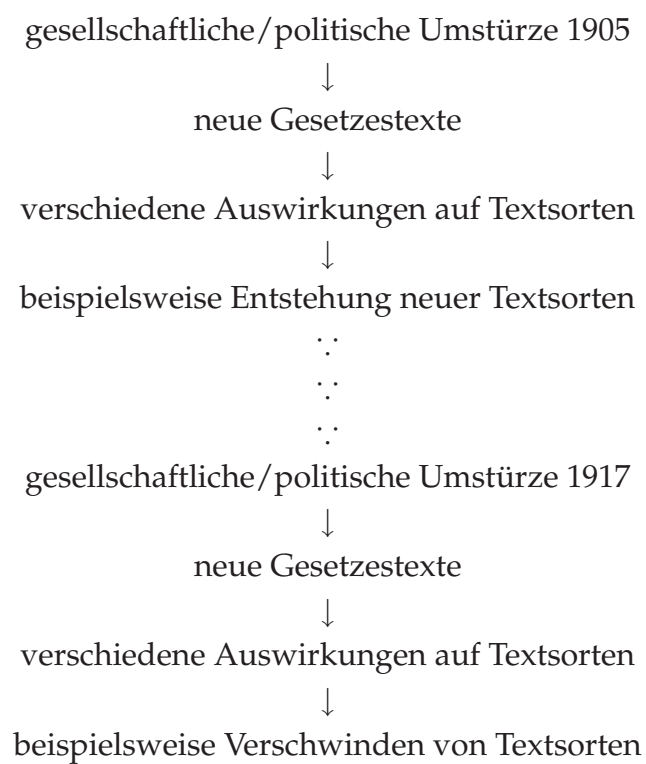 gesellschaftliche/politische Umstürze 1905
↓
neue Gesetzestexte
↓
verschiedene Auswirkungen auf Textsorten
↓
beispielsweise Entstehung neuer Textsorten
∵
∵
∵
gesellschaftliche/politische Umstürze 1917
↓
neue Gesetzestexte
↓
verschiedene Auswirkungen auf Textsorten
↓
beispielsweise Verschwinden von Textsorten